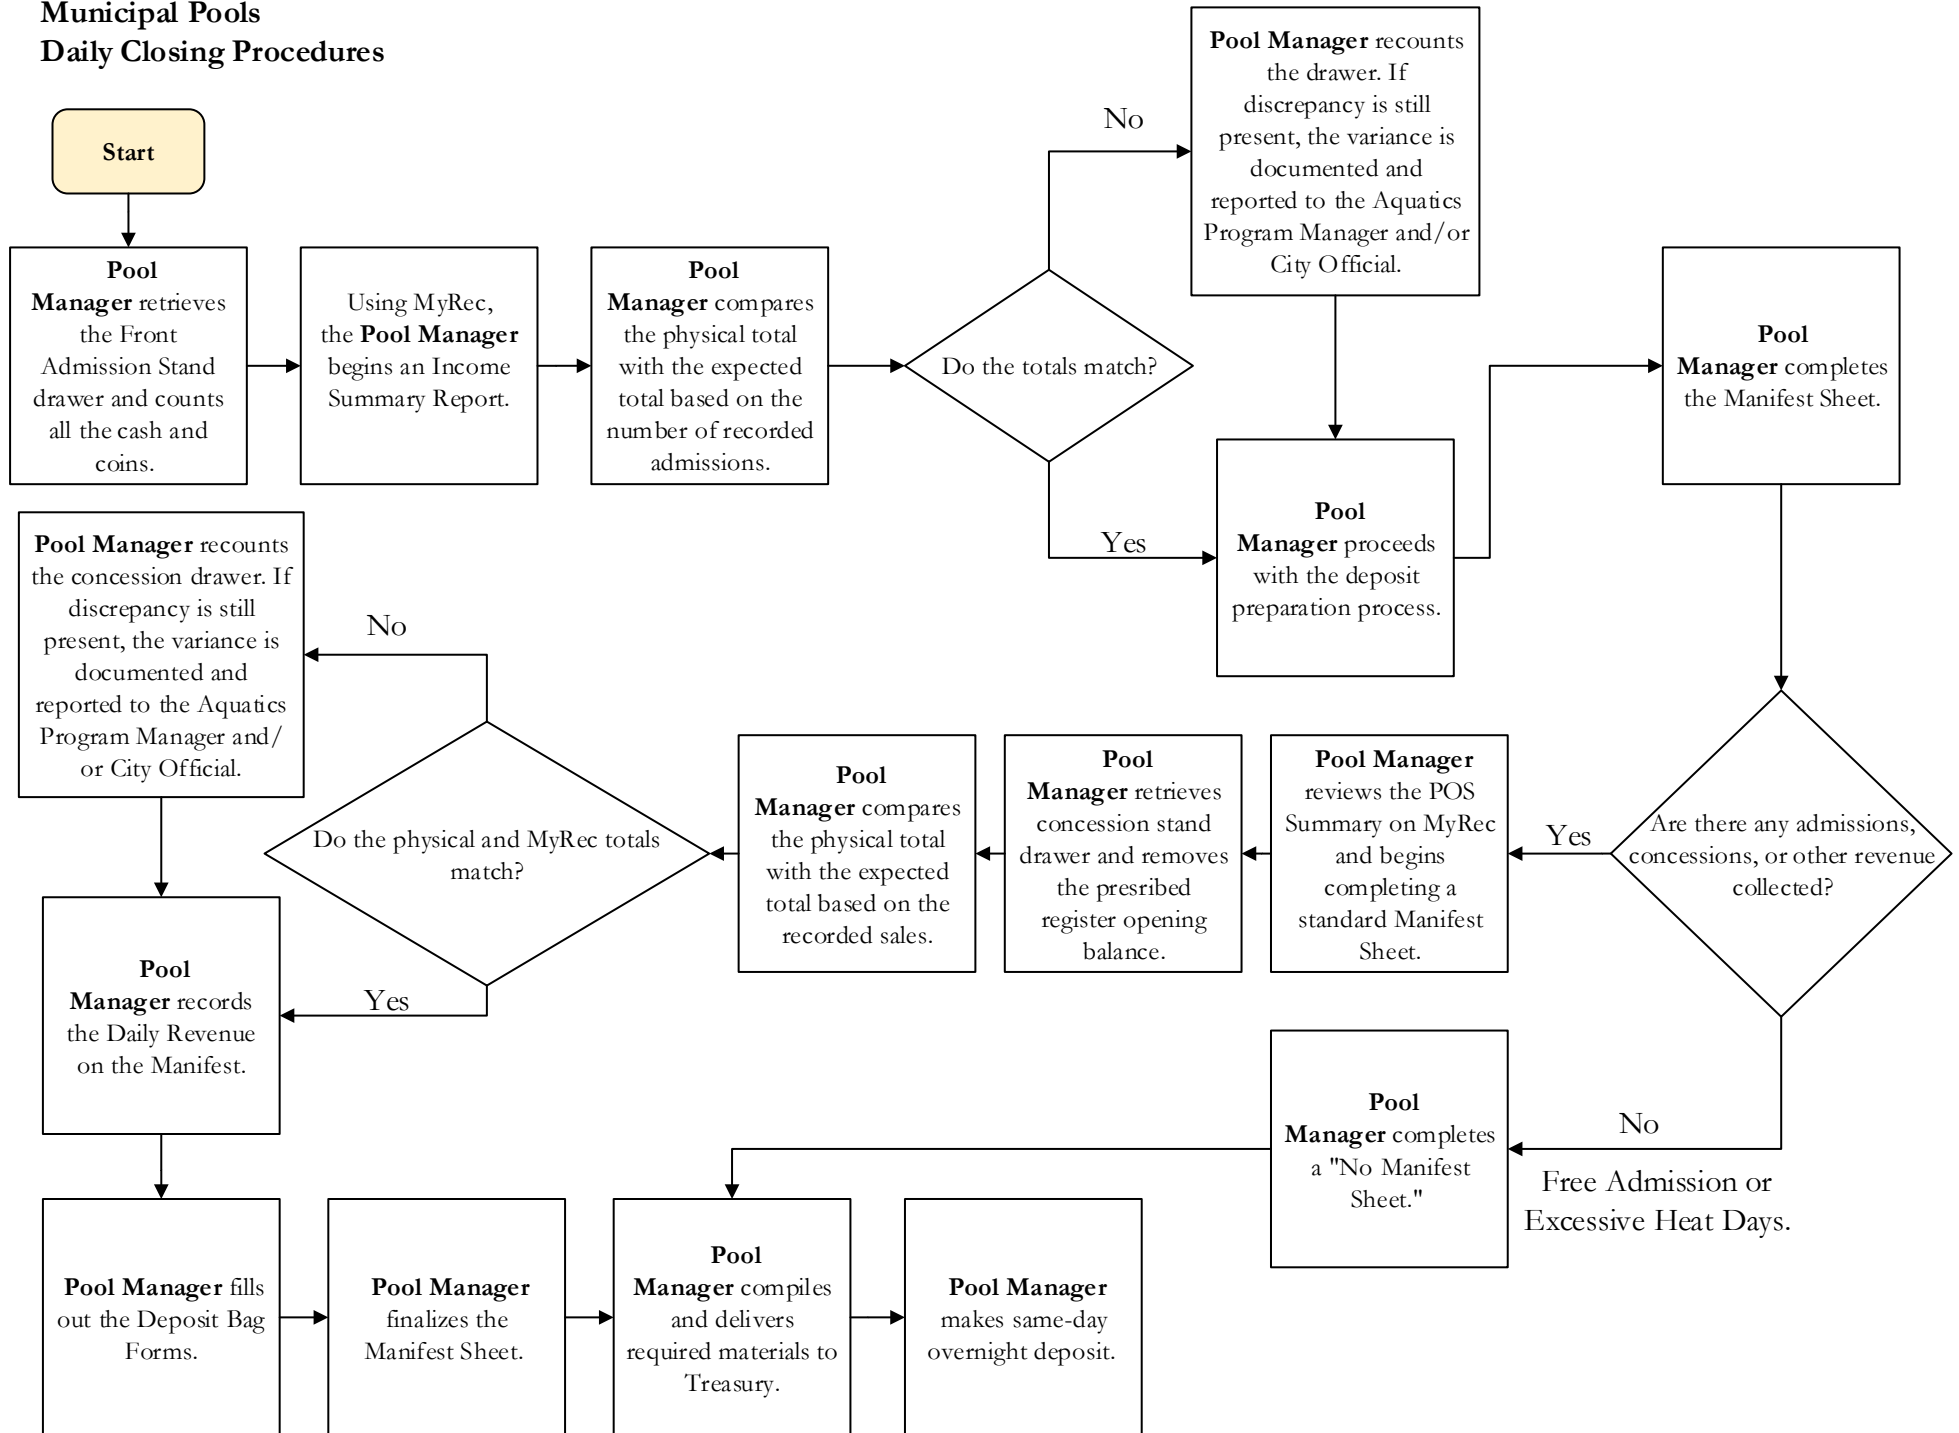 Municipal Pools
Daily Closing Procedures
Start
Pool
Manager retrieves
the Front
Admission Stand
drawer and counts
all the cash and
coins.
Using MyRec,
the Pool Manager
begins an Income
Summary Report.
Pool
Manager compares
the physical total
with the expected
total based on the
number of recorded
admissions.
Do the totals match?
No
Pool Manager recounts
the drawer. If
discrepancy is still
present, the variance is
documented and
reported to the Aquatics
Program Manager and/or
City Official.
Yes
Pool
Manager proceeds
with the deposit
preparation process.
Pool
Manager completes
the Manifest Sheet.
Are there any admissions,
concessions, or other revenue
collected?
Yes
Pool Manager
reviews the POS
Summary on MyRec
and begins
completing a
standard Manifest
Sheet.
Pool
Manager retrieves
concession stand
drawer and removes
the presribed
register opening
balance.
Pool
Manager compares
the physical total
with the expected
total based on the
recorded sales.
Do the physical and MyRec totals
match?
No
Pool Manager recounts
the concession drawer. If
discrepancy is still
present, the variance is
documented and
reported to the Aquatics
Program Manager and/
or City Official.
Yes
Pool
Manager records
the Daily Revenue
on the Manifest.
No
Free Admission or
Excessive Heat Days.
Pool
Manager completes
a "No Manifest
Sheet."
Pool Manager fills
out the Deposit Bag
Forms.
Pool Manager
finalizes the
Manifest Sheet.
Pool
Manager compiles
and delivers
required materials to
Treasury.
Pool Manager
makes same-day
overnight deposit.